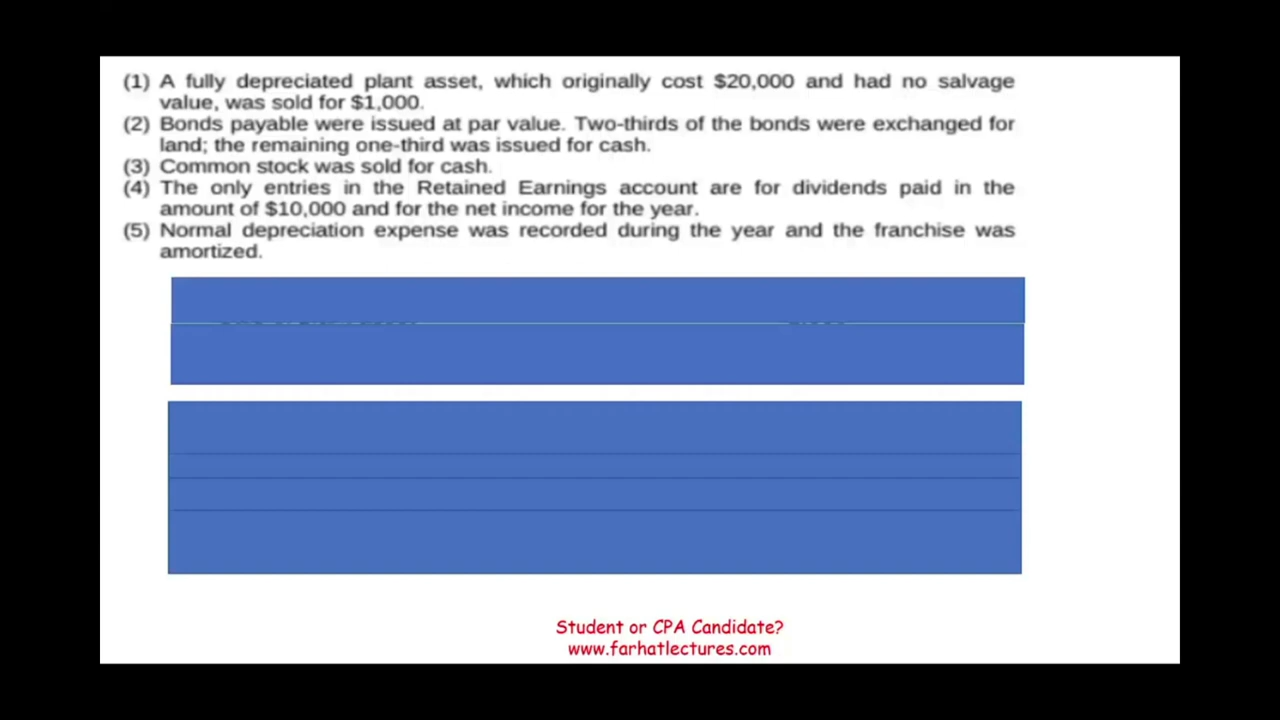 (1) A fully depreciated plant asset, which originally cost $20,000 and had no salvage
value, was sold for $1,000.
(2) Bonds payable were issued at par value. Two-thirds of the bonds were exchanged for
land; the remaining one-third was issued for cash.
(3) Common stock was sold for cash.
(4) The only entries in the Retained Earnings account are for dividends paid in the
amount of $10,000 and for the net income for the year.
(5) Normal depreciation expense was recorded during the year and the franchise was
amortized.
Student or CPA Candidate?
www.farhatlectures.com